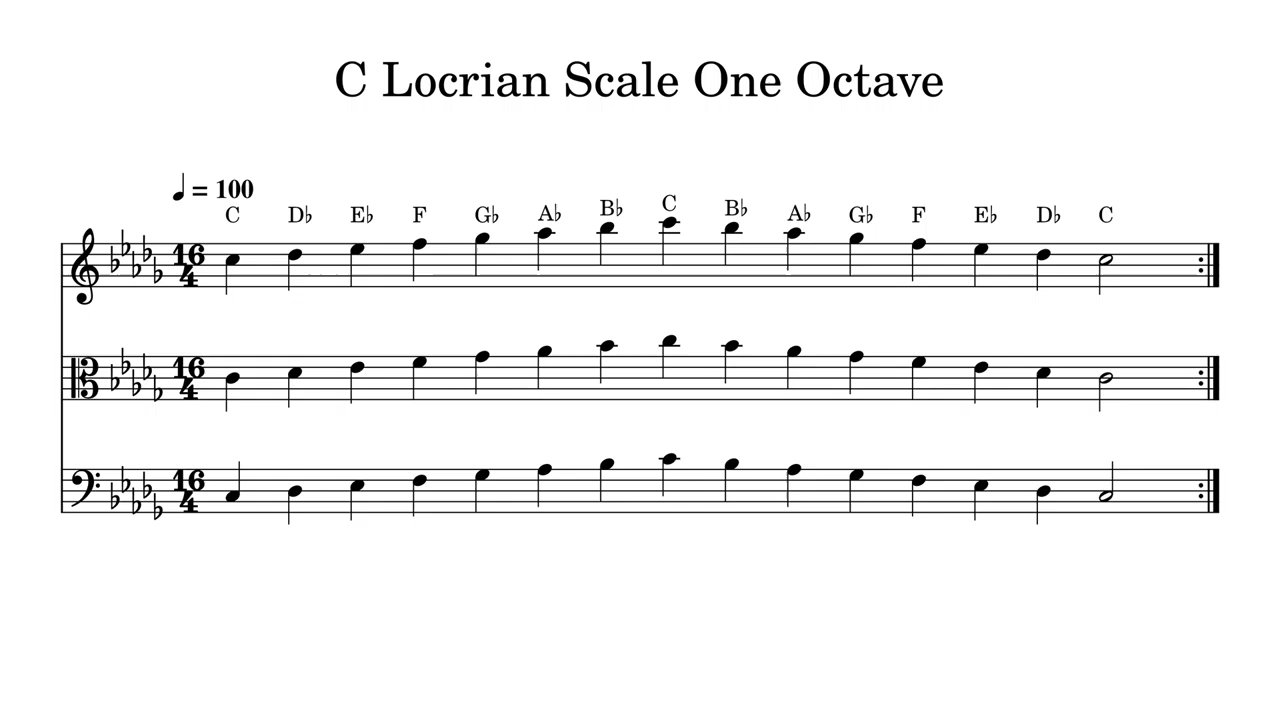 C Locrian Scale One Octave
♩ = 100
C D♭ E♭ F G♭ A♭ B♭ C B♭ A♭ G♭ F E♭ D♭ C
16
4
16
4
16
4